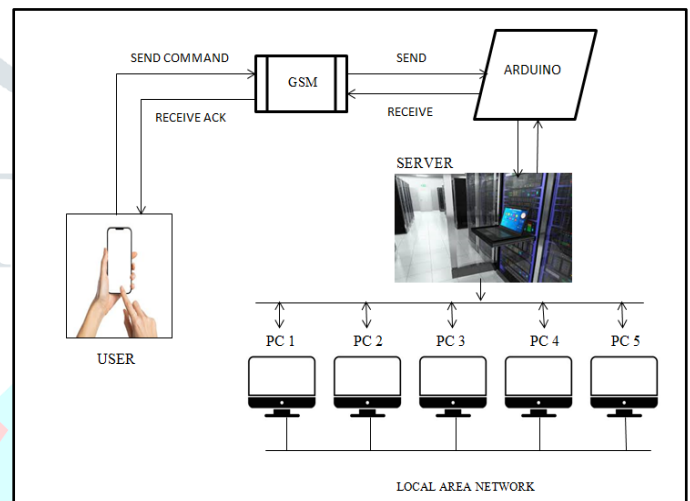 SEND COMMAND
GSM
SEND
ARDUINO
RECEIVE ACK
RECEIVE
SERVER
USER
PC 1
PC 2
PC 3
PC 4
PC 5
LOCAL AREA NETWORK